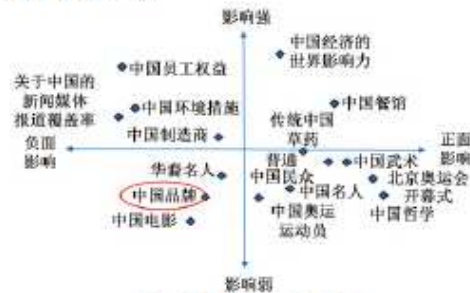 影响强
中国经济的
世界影响力
中国员工权益
关于中国的
新闻媒体
报道覆盖率
中国环境措施
中国餐馆
中国制造商
传统中国
草药
负面
影响
正面
影响
普通
中国民众
中国武术
华裔名人
北京奥运会
开幕式
中国品牌
中国名人
中国哲学
中国电影
中国奥运
运动员
影响弱